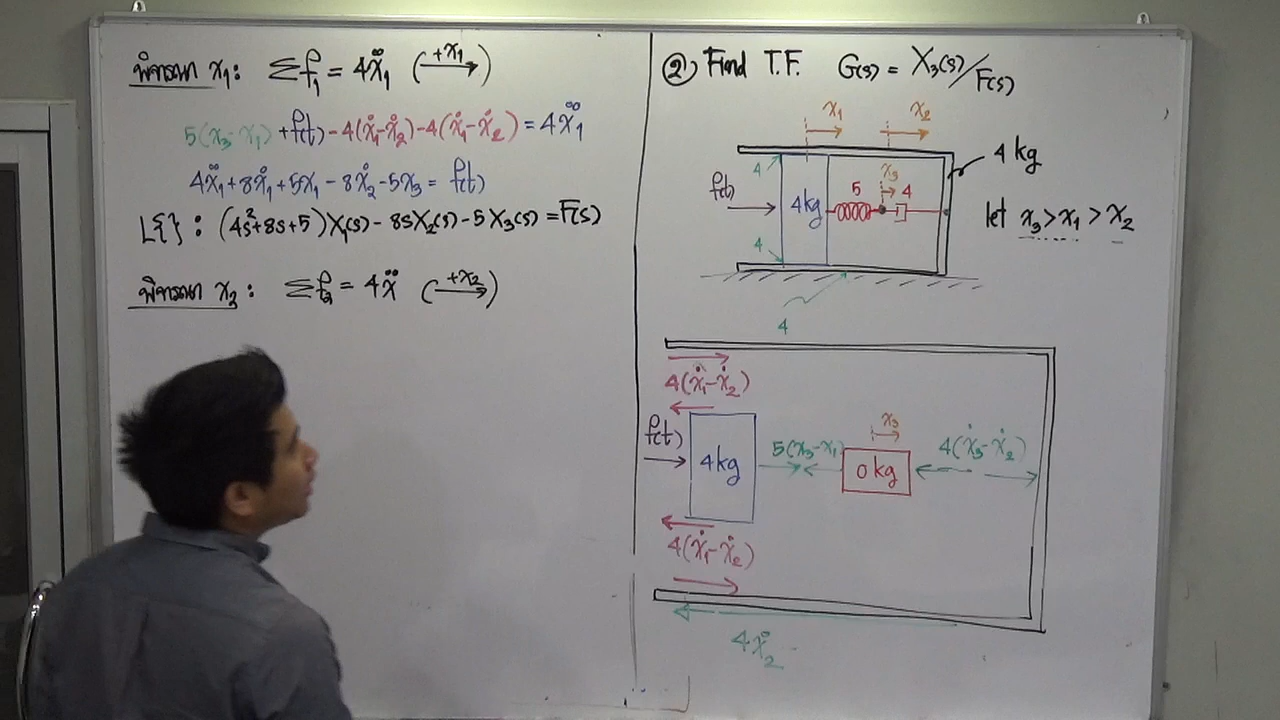 พิจารณา x₁: Σf₁ = 4ẍ₁ (+x₁ →)
5(x₃-x₁) + f(t) - 4(ẋ₁-ẋ₂) - 4(ẋ₁-ẋ₂) = 4ẍ₁
4ẍ₁ + 8ẋ₁ + 5x₁ - 8ẋ₂ - 5x₃ = f(t)
L{ } : (4s²+8s+5)X₁(s) - 8sX₂(s) - 5X₃(s) = F(s)
พิจารณา x₂: Σf₂ = 4ẍ (+x₂ →)
② Find T.F. G(s) = X₃(s)/F(s)
x₁ x₂
4 kg
4 x₃
f(t) 4kg 5 4
let x₃ > x₁ > x₂
4
4
4(ẋ₁-ẋ₂)
f(t) x₃
4kg 5(x₃-x₁) 0 kg 4(ẋ₃-ẋ₂)
4(ẋ₁-ẋ₂)
4ẋ₂